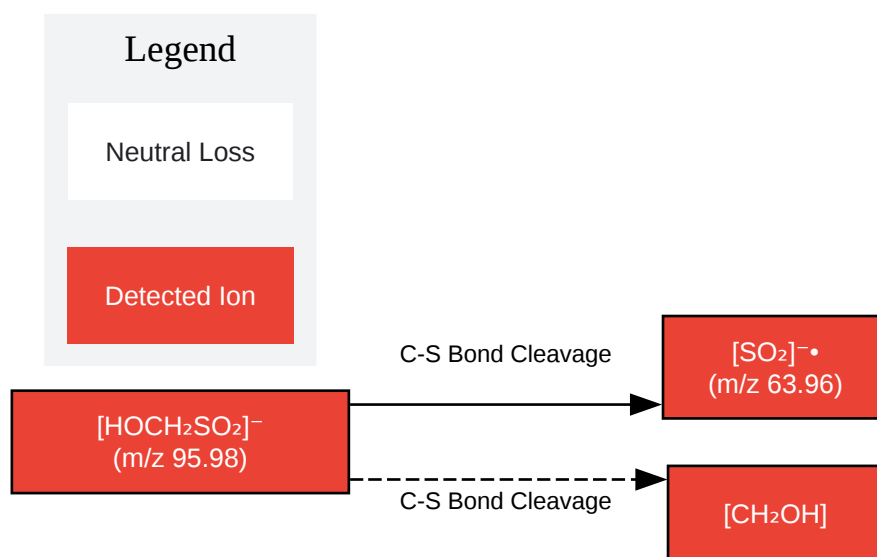 Legend
Neutral Loss
Detected Ion
C-S Bond Cleavage
[SO₂]⁻•
(m/z 63.96)
[HOCH₂SO₂]⁻
(m/z 95.98)
C-S Bond Cleavage
[CH₂OH]